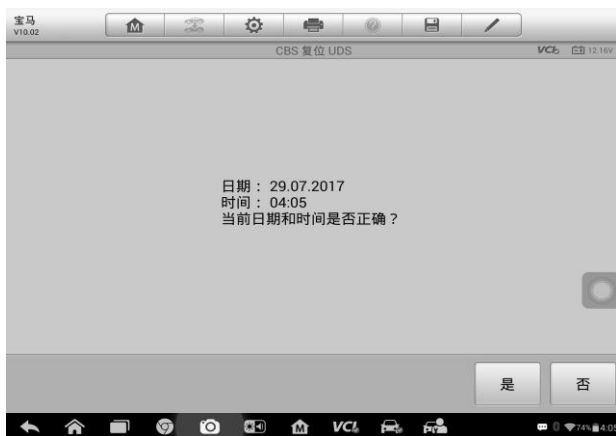 宝马
V10.02
CBS 复位 UDS
VCI
12.16V
日期： 29.07.2017
时间： 04:05
当前日期和时间是否正确？
是
否
VCI
74%